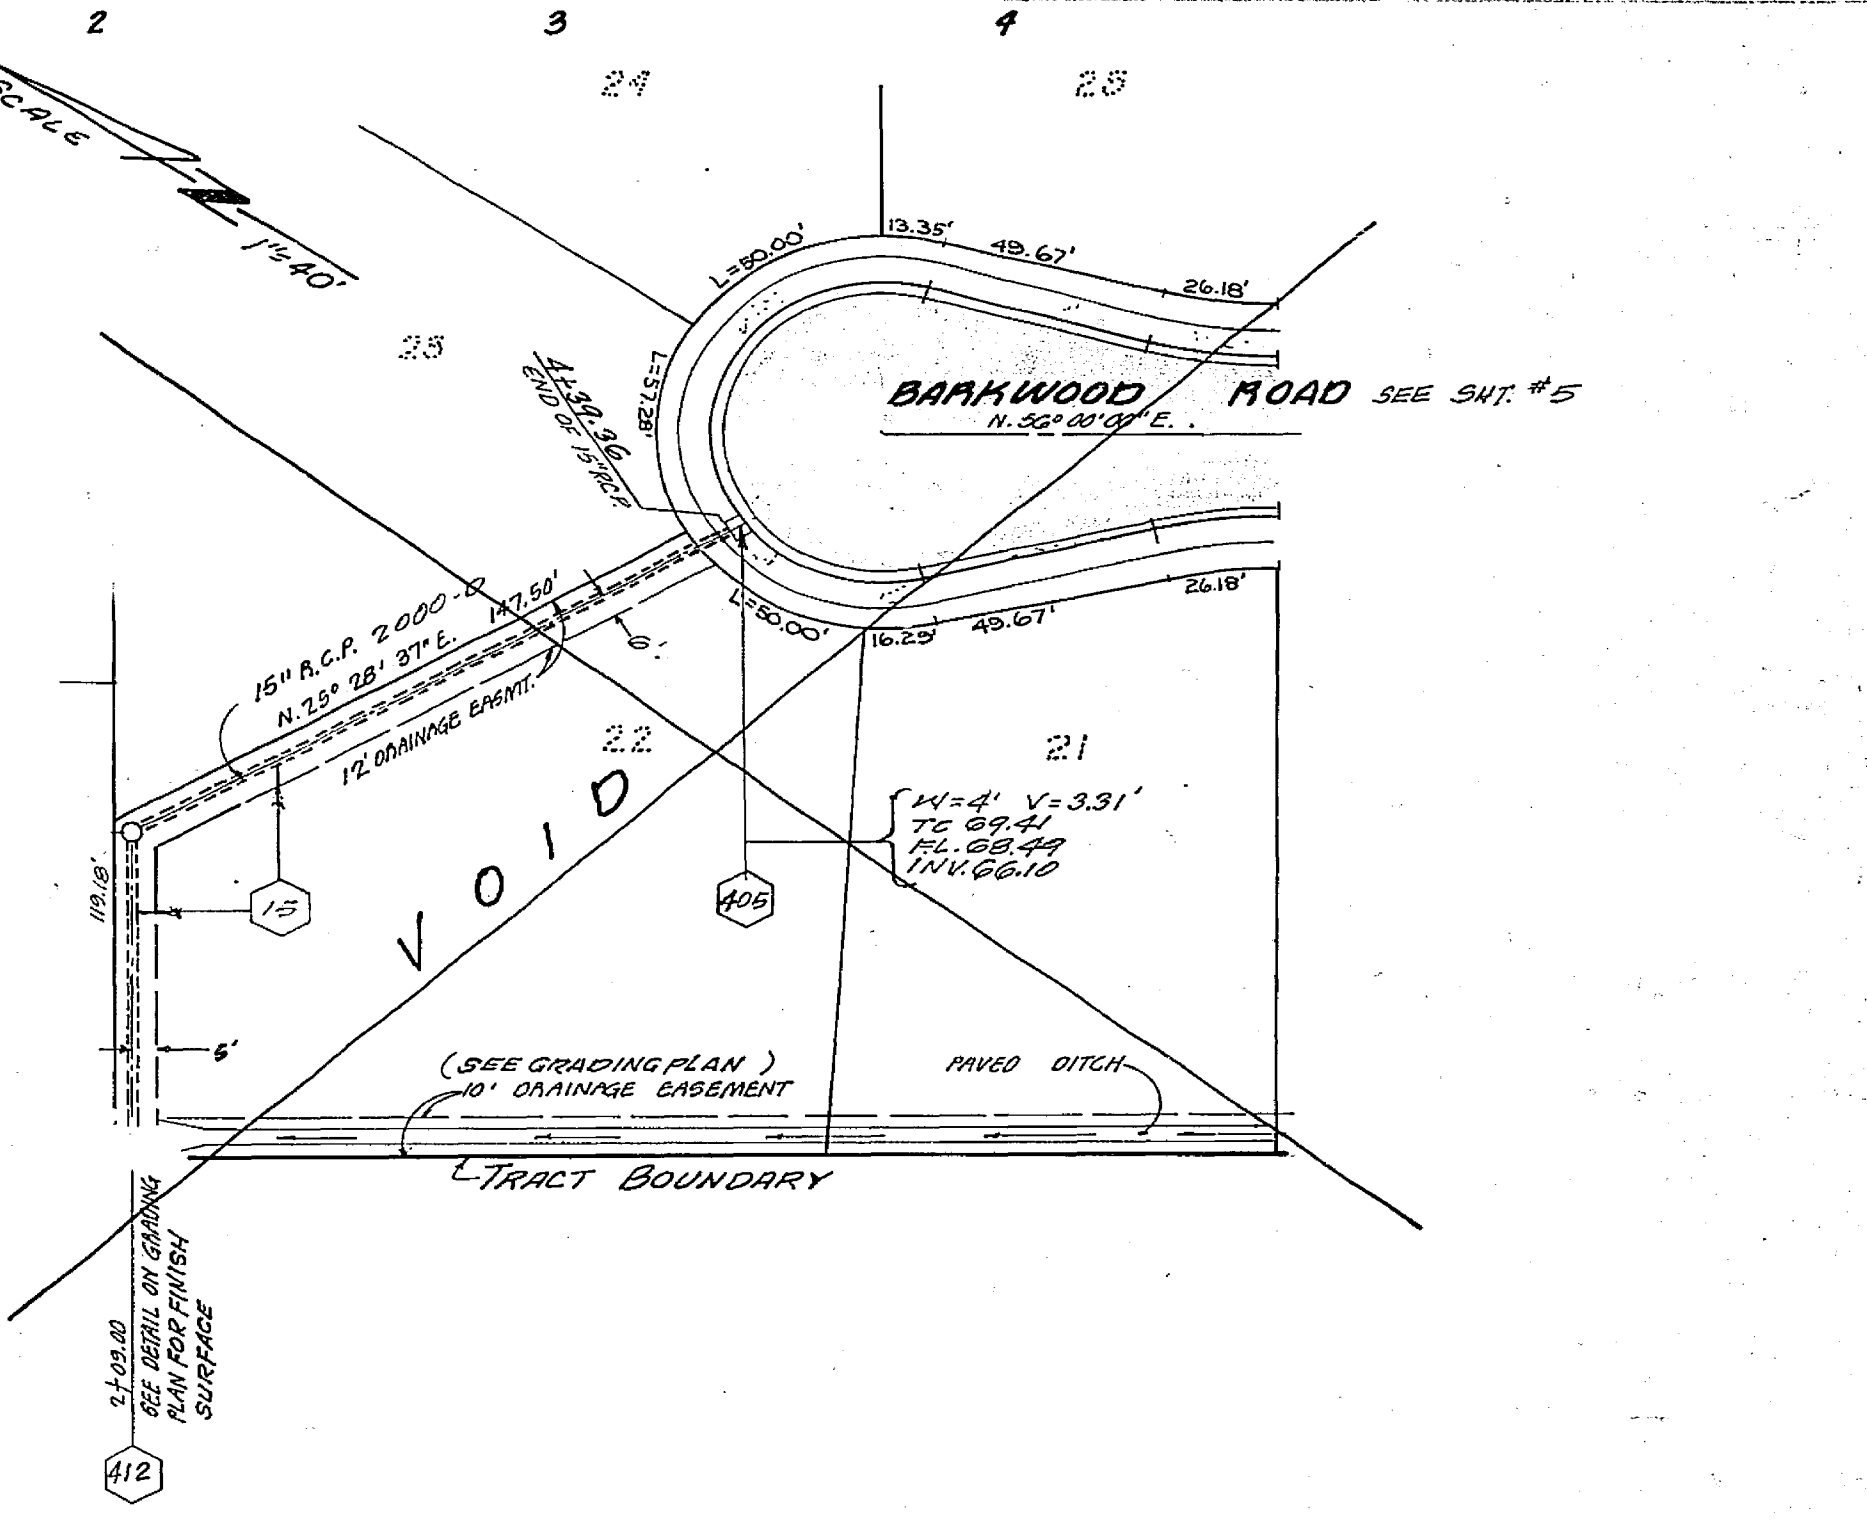 2
3
4
24
25
SCALE
1"=40'
13.35'
L=50.00'
49.67'
26.18'
23
4+39.36
END OF 15" R.C.P.
L=57.28'
BARKWOOD ROAD SEE SHT. #5
N. 56° 00' 00" E.
15" R.C.P. 2000-D
N. 25° 28' 37" E. 147.50'
12' DRAINAGE EASMT.
6'
L=50.00'
16.29'
49.67'
26.18'
22
21
W=4' V=3.31'
TC 69.41
F.L. 68.49
INV. 66.10
405
119.18'
15
VOID
5'
(SEE GRADING PLAN)
10' DRAINAGE EASEMENT
PAVED DITCH
TRACT BOUNDARY
2+09.00
SEE DETAIL ON GRADING
PLAN FOR FINISH
SURFACE
412